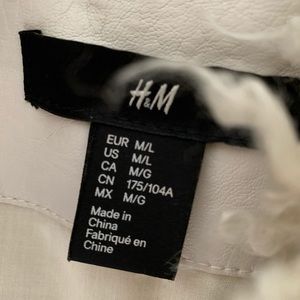 H&M
EUR M/L
US M/L
CA M/G
CN 175/104A
MX M/G
Made in
China
Fabriqué en
Chine